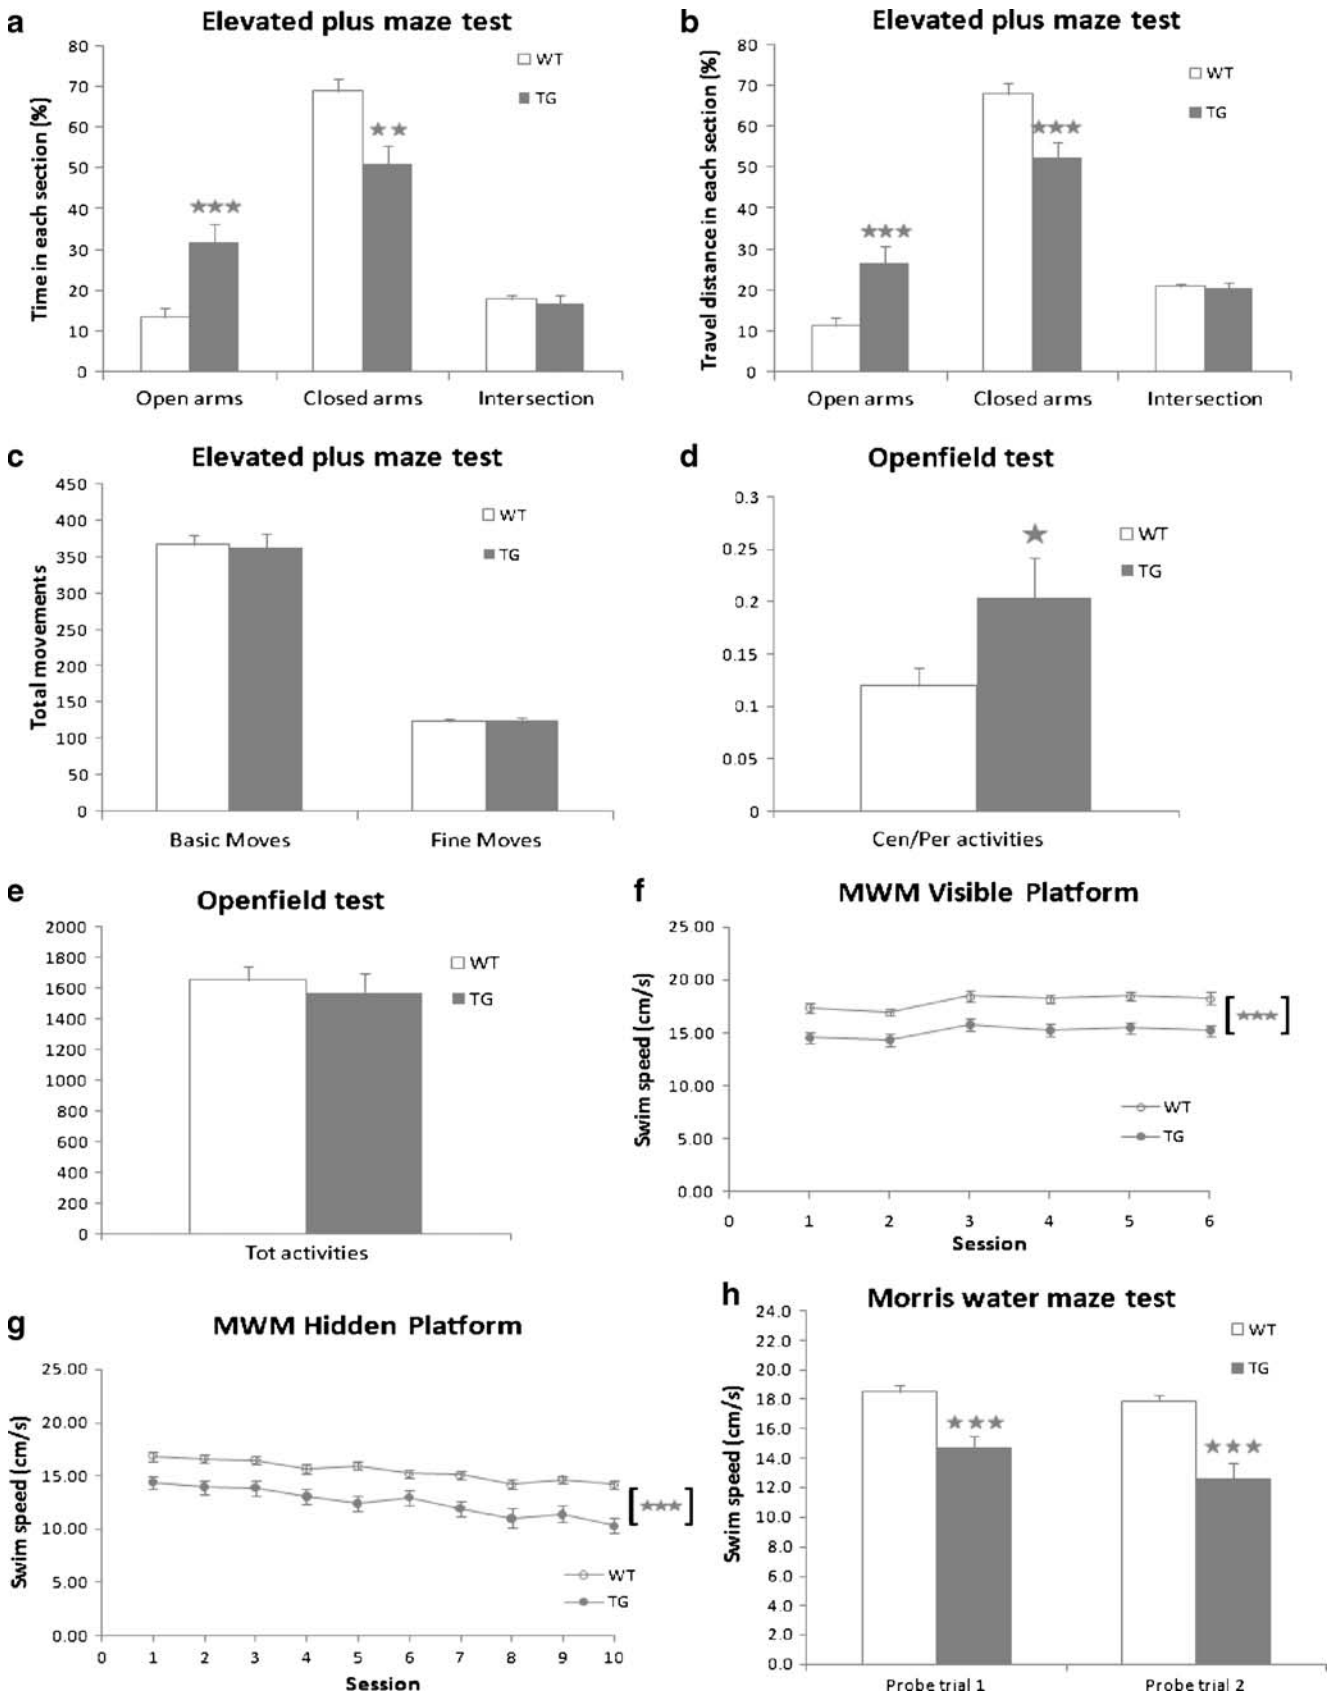 a
Elevated plus maze test
Time in each section (%)
80
70
60
50
40
30
20
10
0
WT
TG
Open arms
Closed arms
Intersection
b
Elevated plus maze test
Travel distance in each section (%)
80
70
60
50
40
30
20
10
0
WT
TG
Open arms
Closed arms
Intersection
c
Elevated plus maze test
Total movements
450
400
350
300
250
200
150
100
50
0
WT
TG
Basic Moves
Fine Moves
d
Openfield test
0.3
0.25
0.2
0.15
0.1
0.05
0
WT
TG
Cen/Per activities
e
Openfield test
2000
1800
1600
1400
1200
1000
800
600
400
200
0
WT
TG
Tot activities
f
MWM Visible Platform
Swim speed (cm/s)
25.00
20.00
15.00
10.00
5.00
0.00
WT
TG
0 1 2 3 4 5 6
Session
g
MWM Hidden Platform
Swim speed (cm/s)
25.00
20.00
15.00
10.00
5.00
0.00
WT
TG
0 1 2 3 4 5 6 7 8 9 10
Session
h
Morris water maze test
Swim speed (cm/s)
24.0
22.0
20.0
18.0
16.0
14.0
12.0
10.0
8.0
6.0
4.0
2.0
0.0
WT
TG
Probe trial 1
Probe trial 2